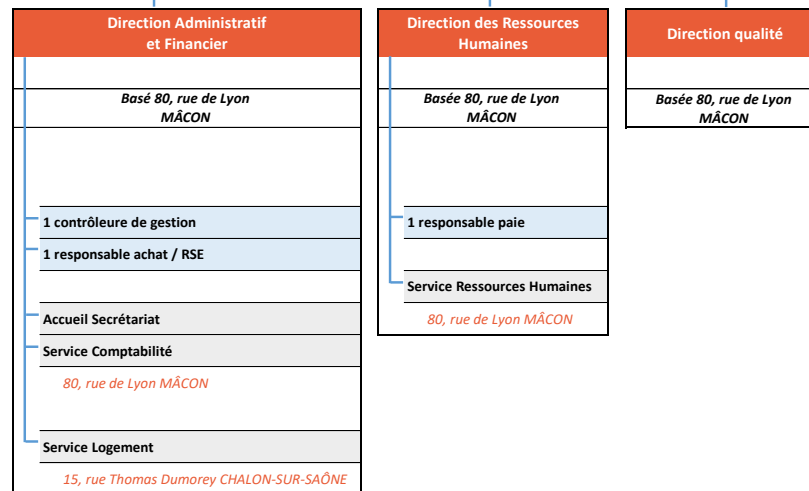 Direction Administratif
et Financier
Basé 80, rue de Lyon
MÂCON
1 contrôleure de gestion
1 responsable achat / RSE
Accueil Secrétariat
Service Comptabilité
80, rue de Lyon MÂCON
Service Logement
15, rue Thomas Dumorey CHALON-SUR-SAÔNE
Direction des Ressources
Humaines
Basée 80, rue de Lyon
MÂCON
1 responsable paie
Service Ressources Humaines
80, rue de Lyon MÂCON
Direction qualité
Basée 80, rue de Lyon
MÂCON